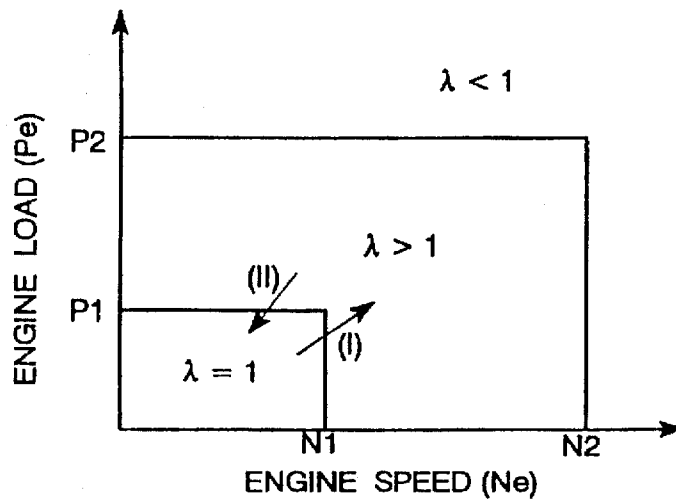 λ < 1
P2
ENGINE LOAD (Pe)
λ > 1
(II)
P1
(I)
λ = 1
N1
N2
ENGINE SPEED (Ne)